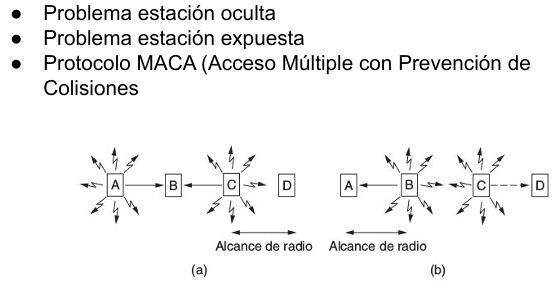 ● Problema estación oculta
● Problema estación expuesta
● Protocolo MACA (Acceso Múltiple con Prevención de
Colisiones
A B C D A B C D
Alcance de radio Alcance de radio
(a) (b)